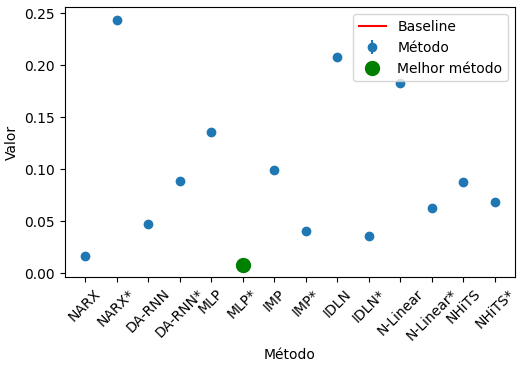 0.25
0.20
0.15
0.10
0.05
0.00
Valor
Baseline
Método
Melhor método
NARX
NARX*
DA-RNN
DA-RNN*
MLP
MLP*
IMP
IMP*
IDLN
IDLN*
N-Linear
N-Linear*
NHiTS
NHiTS*
Método